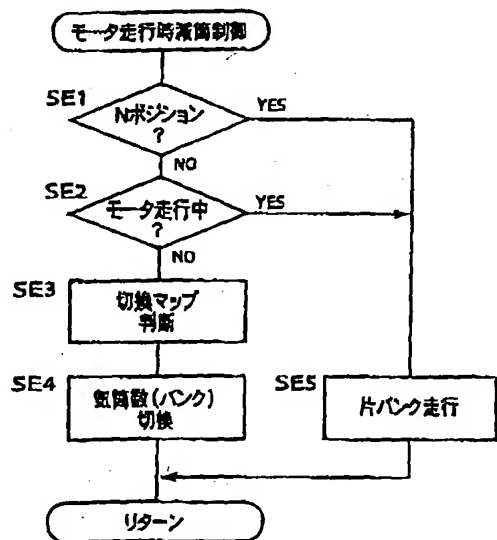 モータ走行時減筒制御
SE1
Nポジション
?
YES
NO
SE2
モータ走行中
?
YES
NO
SE3
切換マップ
判断
SE4
気筒数(バンク)
切換
SE5
片バンク走行
リターン